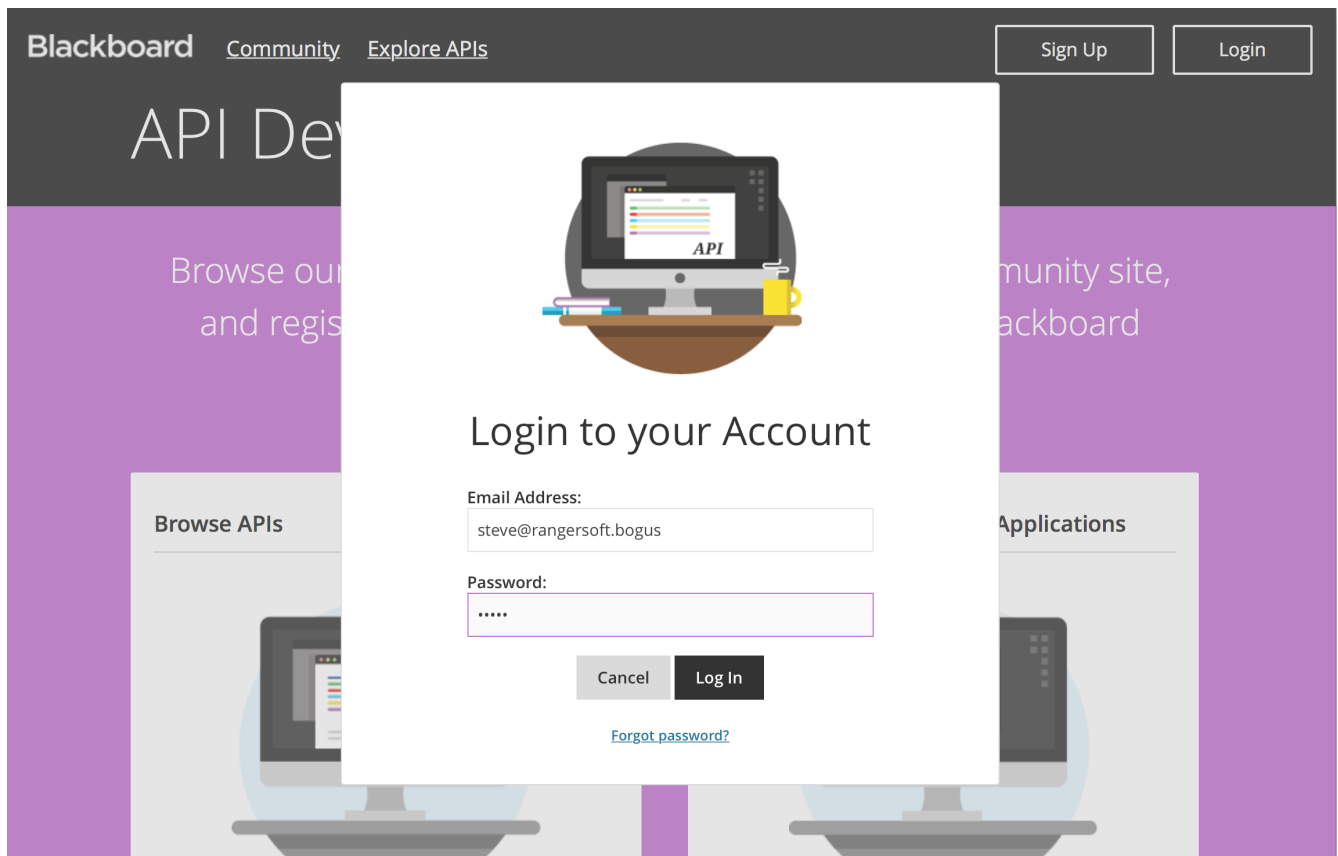 Blackboard Community Explore APIs Sign Up Login
API
Browse our munity site,
and regis ackboard
API
Login to your Account
Email Address:
steve@rangersoft.bogus
Password:
•••••
Cancel Log In
Forgot password?
Browse APIs
Applications